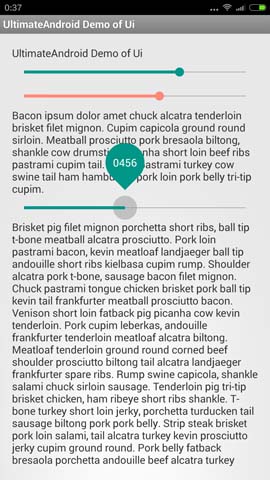 0:37
UltimateAndroid Demo of Ui
UltimateAndroid Demo of Ui
Bacon ipsum dolor amet chuck alcatra tenderloin
brisket filet mignon. Cupim capicola ground round
sirloin. Meatball prosciutto pork breasola biltong,
shankle cow drumstick picanha short loin beef ribs
pastrami cupim tail. pastrami turkey cow
swine tail ham hamb pork loin pork belly tri-tip
cupim.
0456
Brisket pig filet mignon porchetta short ribs, ball tip
t-bone meatball alcatra prosciutto. Pork loin
pastrami bacon, kevin meatloaf landjaeger ball tip
andouille short ribs kielbasa cupim rump. Shoulder
alcatra pork t-bone, sausage bacon filet mignon.
Chuck pastrami tongue chicken brisket pork ball tip
kevin tail frankfurter meatball prosciutto bacon.
Venison short loin fatback pig picanha cow kevin
tenderloin. Pork cupim leberkas, andouille
frankfurter tenderloin meatloaf alcatra biltong.
Meatloaf tenderloin ground round corned beef
shoulder prosciutto biltong tail alcatra landjaeger
frankfurter spare ribs. Rump swine capicola, shankle
salami chuck sirloin sausage. Tenderloin pig tri-tip
brisket chicken, ham ribeye short ribs shankle. T-
bone turkey short loin jerky, porchetta turducken tail
sausage biltong pork pork belly. Strip steak brisket
pork loin salami, tail alcatra turkey kevin prosciutto
jerky cupim ground round. Pork belly fatback
breasola porchetta andouille beef alcatra turkey